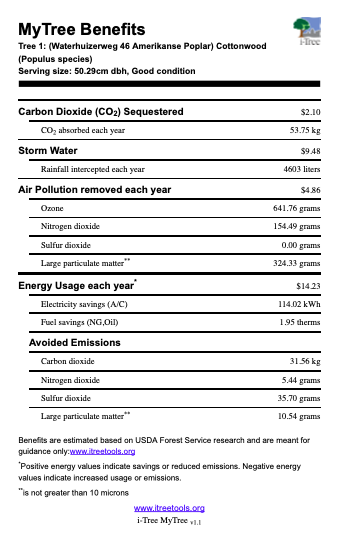 MyTree Benefits
i-Tree
Tree 1: (Waterhuizerweg 46 Amerikanse Poplar) Cottonwood
(Populus species)
Serving size: 50.29cm dbh, Good condition
Carbon Dioxide (CO₂) Sequestered $2.10
CO₂ absorbed each year 53.75 kg
Storm Water $9.48
Rainfall intercepted each year 4603 liters
Air Pollution removed each year $4.86
Ozone 641.76 grams
Nitrogen dioxide 154.49 grams
Sulfur dioxide 0.00 grams
Large particulate matter** 324.33 grams
Energy Usage each year* $14.23
Electricity savings (A/C) 114.02 kWh
Fuel savings (NG,Oil) 1.95 therms
Avoided Emissions
Carbon dioxide 31.56 kg
Nitrogen dioxide 5.44 grams
Sulfur dioxide 35.70 grams
Large particulate matter** 10.54 grams
Benefits are estimated based on USDA Forest Service research and are meant for
guidance only:www.itreetools.org
*Positive energy values indicate savings or reduced emissions. Negative energy
values indicate increased usage or emissions.
**is not greater than 10 microns
www.itreetools.org
i-Tree MyTree v1.1